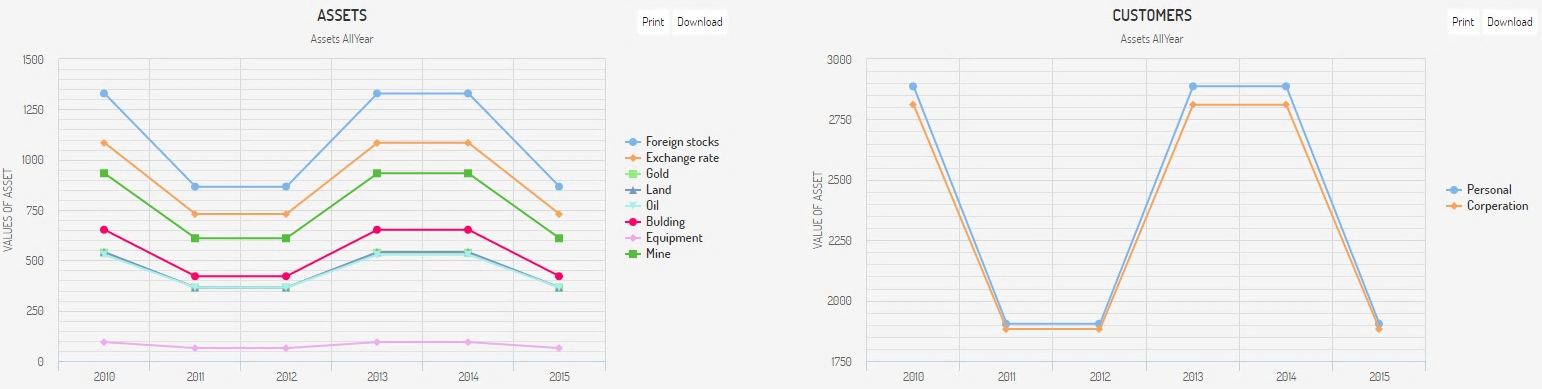 ASSETS
Assets AllYear
Print Download
1500
1250
1000
750
500
250
0
VALUES OF ASSET
2010 2011 2012 2013 2014 2015
Foreign stocks
Exchange rate
Gold
Land
Oil
Bulding
Equipment
Mine
CUSTOMERS
Assets AllYear
Print Download
3000
2750
2500
2250
2000
1750
VALUE OF ASSET
2010 2011 2012 2013 2014 2015
Personal
Corperation